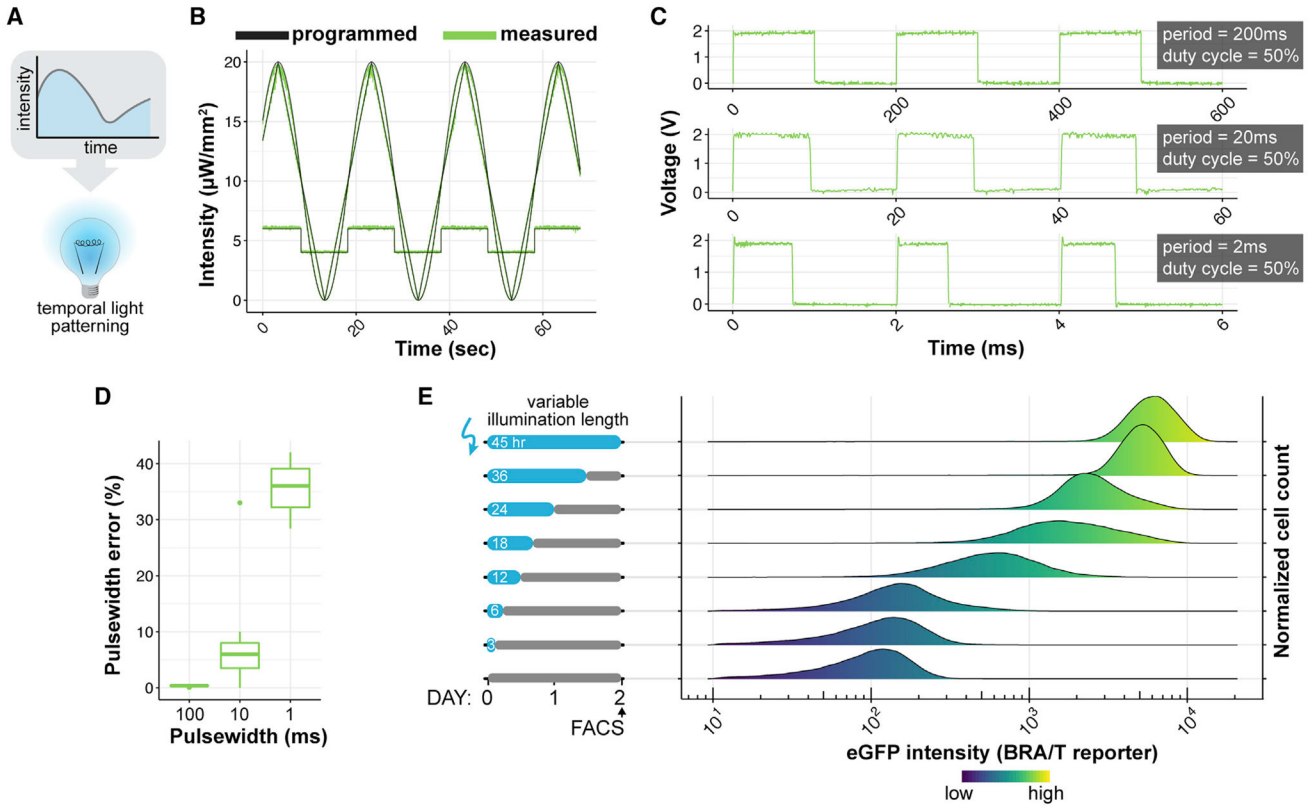 A
intensity
time
temporal light
patterning
B
programmed
measured
Intensity (µW/mm²)
20
15
10
5
0
0
20
40
60
Time (sec)
C
Voltage (V)
2
1
0
0
200
400
600
period = 200ms
duty cycle = 50%
2
1
0
0
20
40
60
period = 20ms
duty cycle = 50%
2
1
0
0
2
4
6
period = 2ms
duty cycle = 50%
Time (ms)
D
Pulsewidth error (%)
40
30
20
10
0
100
10
1
Pulsewidth (ms)
E
variable
illumination length
45 hr
36
24
18
12
6
3
DAY: 0 1 2
FACS
Normalized cell count
10¹
10²
10³
10⁴
eGFP intensity (BRA/T reporter)
low
high